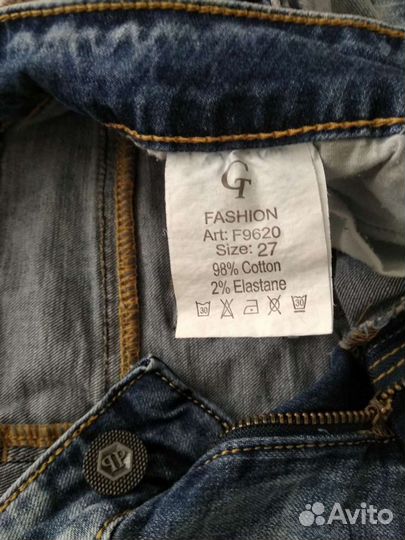 GT
FASHION
Art: F9620
Size: 27
98% Cotton
2% Elastane
30 30
Avito